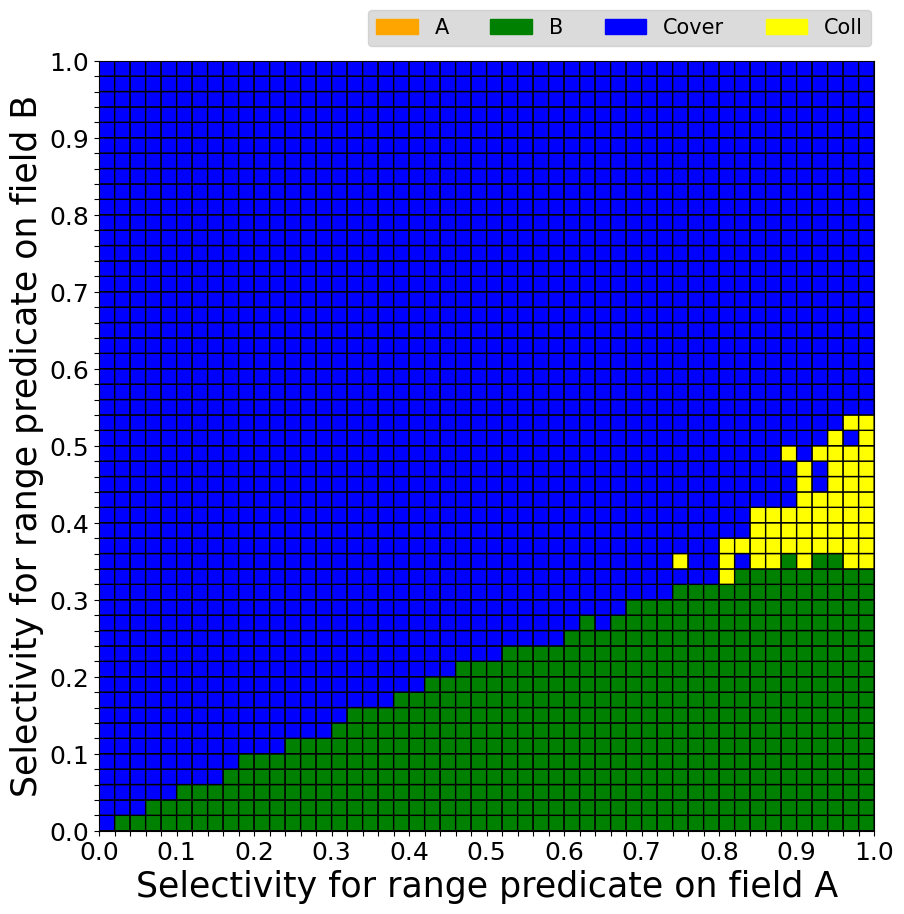 A B Cover Coll
1.0
0.9
0.8
0.7
0.6
0.5
0.4
0.3
0.2
0.1
0.0
Selectivity for range predicate on field B
0.0 0.1 0.2 0.3 0.4 0.5 0.6 0.7 0.8 0.9 1.0
Selectivity for range predicate on field A